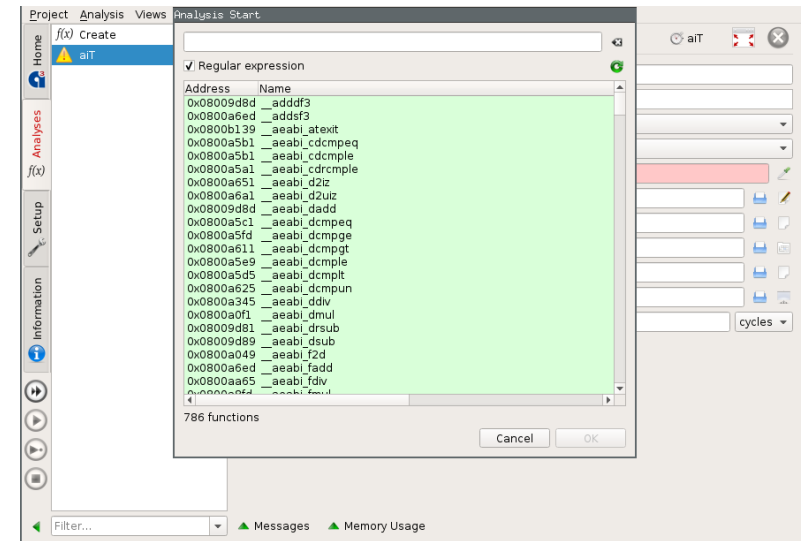 Project Analysis Views
Analysis Start
Home
Analyses
f(x)
Setup
Information
f(x) Create
aiT
Regular expression
Address Name
0x08009d8d __adddf3
0x0800a6ed __addsf3
0x0800b139 __aeabi_atexit
0x0800a5b1 __aeabi_cdcmpeq
0x0800a5b1 __aeabi_cdcmple
0x0800a5a1 __aeabi_cdrcmple
0x0800a651 __aeabi_d2iz
0x0800a6a1 __aeabi_d2uiz
0x08009d8d __aeabi_dadd
0x0800a5c1 __aeabi_dcmpeq
0x0800a5fd __aeabi_dcmpge
0x0800a611 __aeabi_dcmpgt
0x0800a5e9 __aeabi_dcmple
0x0800a5d5 __aeabi_dcmplt
0x0800a625 __aeabi_dcmpun
0x0800a345 __aeabi_ddiv
0x0800a0f1 __aeabi_dmul
0x08009d81 __aeabi_drsub
0x08009d89 __aeabi_dsub
0x0800a049 __aeabi_f2d
0x0800a6ed __aeabi_fadd
0x0800aa65 __aeabi_fdiv
0x0800a8fd __aeabi_fmul
786 functions
Cancel OK
aiT
cycles
Filter...
Messages
Memory Usage